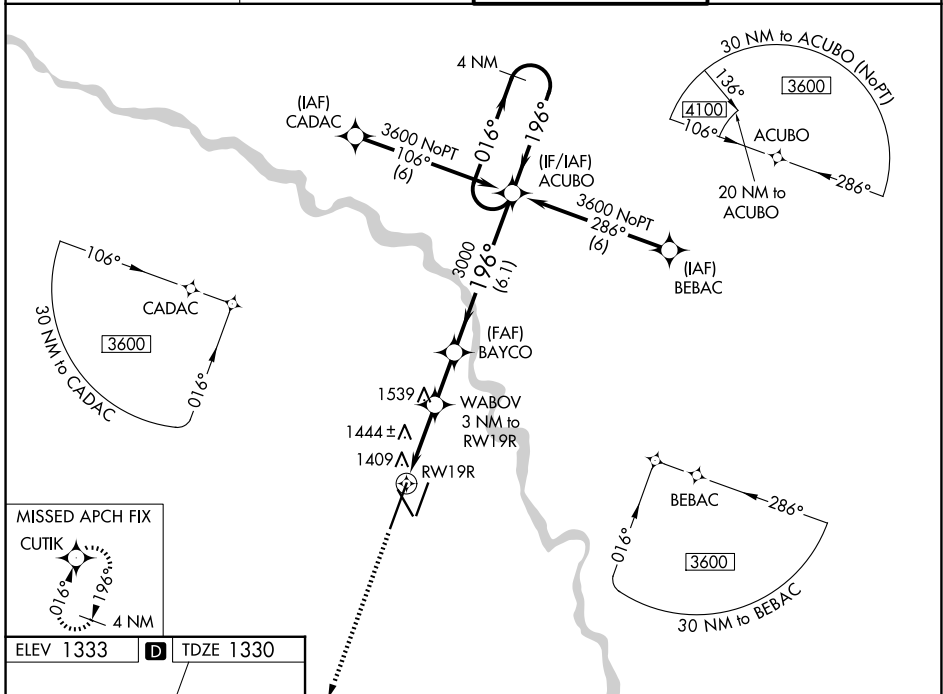 4 NM
(IAF)
CADAC
3600 NoPT
106°
(6)
016°
196°
(IF/IAF)
ACUBO
3600 NoPT
286°
(6)
(IAF)
BEBAC
3000
196°
(6.1)
(FAF)
BAYCO
1539
WABOV
3 NM to
RW19R
1444 ±
1409
RW19R
30 NM to ACUBO (NoPT)
136°
3600
4100
106°
ACUBO
286°
20 NM to
ACUBO
106°
CADAC
3600
016°
30 NM to CADAC
BEBAC
286°
016°
3600
30 NM to BEBAC
MISSED APCH FIX
CUTIK
016°
196°
4 NM
ELEV 1333 D TDZE 1330